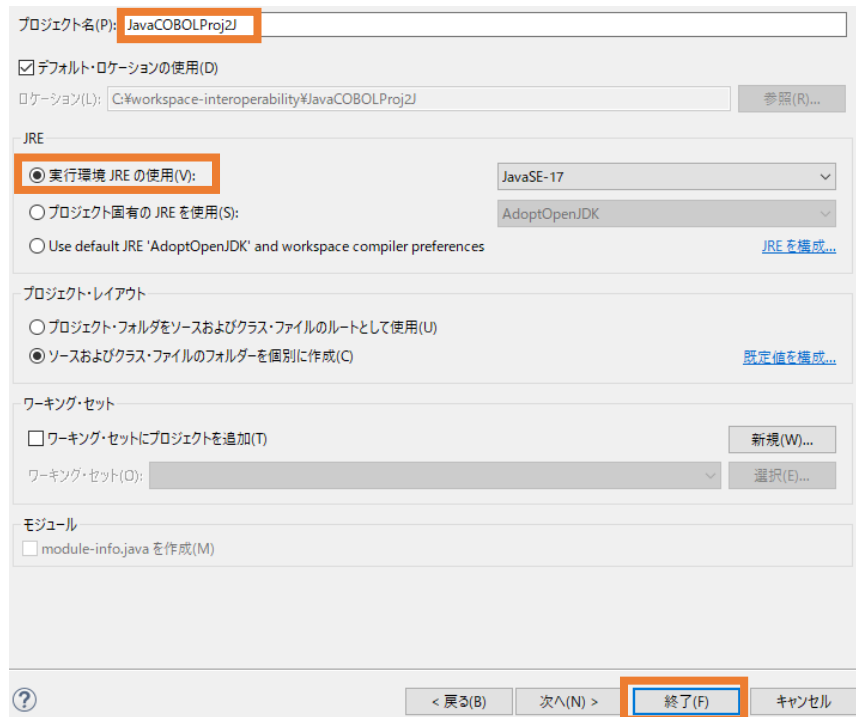 プロジェクト名(P): JavaCOBOLProj2J
デフォルト・ロケーションの使用(D)
ロケーション(L): C:¥workspace-interoperability¥JavaCOBOLProj2J 参照(R)...
JRE
実行環境 JRE の使用(V): JavaSE-17
プロジェクト固有の JRE を使用(S): AdoptOpenJDK
Use default JRE 'AdoptOpenJDK' and workspace compiler preferences JRE を構成...
プロジェクト・レイアウト
プロジェクト・フォルダをソースおよびクラス・ファイルのルートとして使用(U)
ソースおよびクラス・ファイルのフォルダーを個別に作成(C) 既定値を構成...
ワーキング・セット
ワーキング・セットにプロジェクトを追加(T) 新規(W)...
ワーキング・セット(O): 選択(E)...
モジュール
module-info.java を作成(M)
? < 戻る(B) 次へ(N) > 終了(F) キャンセル